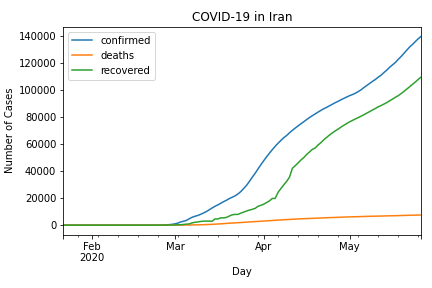 COVID-19 in Iran
confirmed
deaths
recovered
140000
120000
100000
80000
60000
40000
20000
0
Number of Cases
Feb
2020
Mar
Apr
May
Day